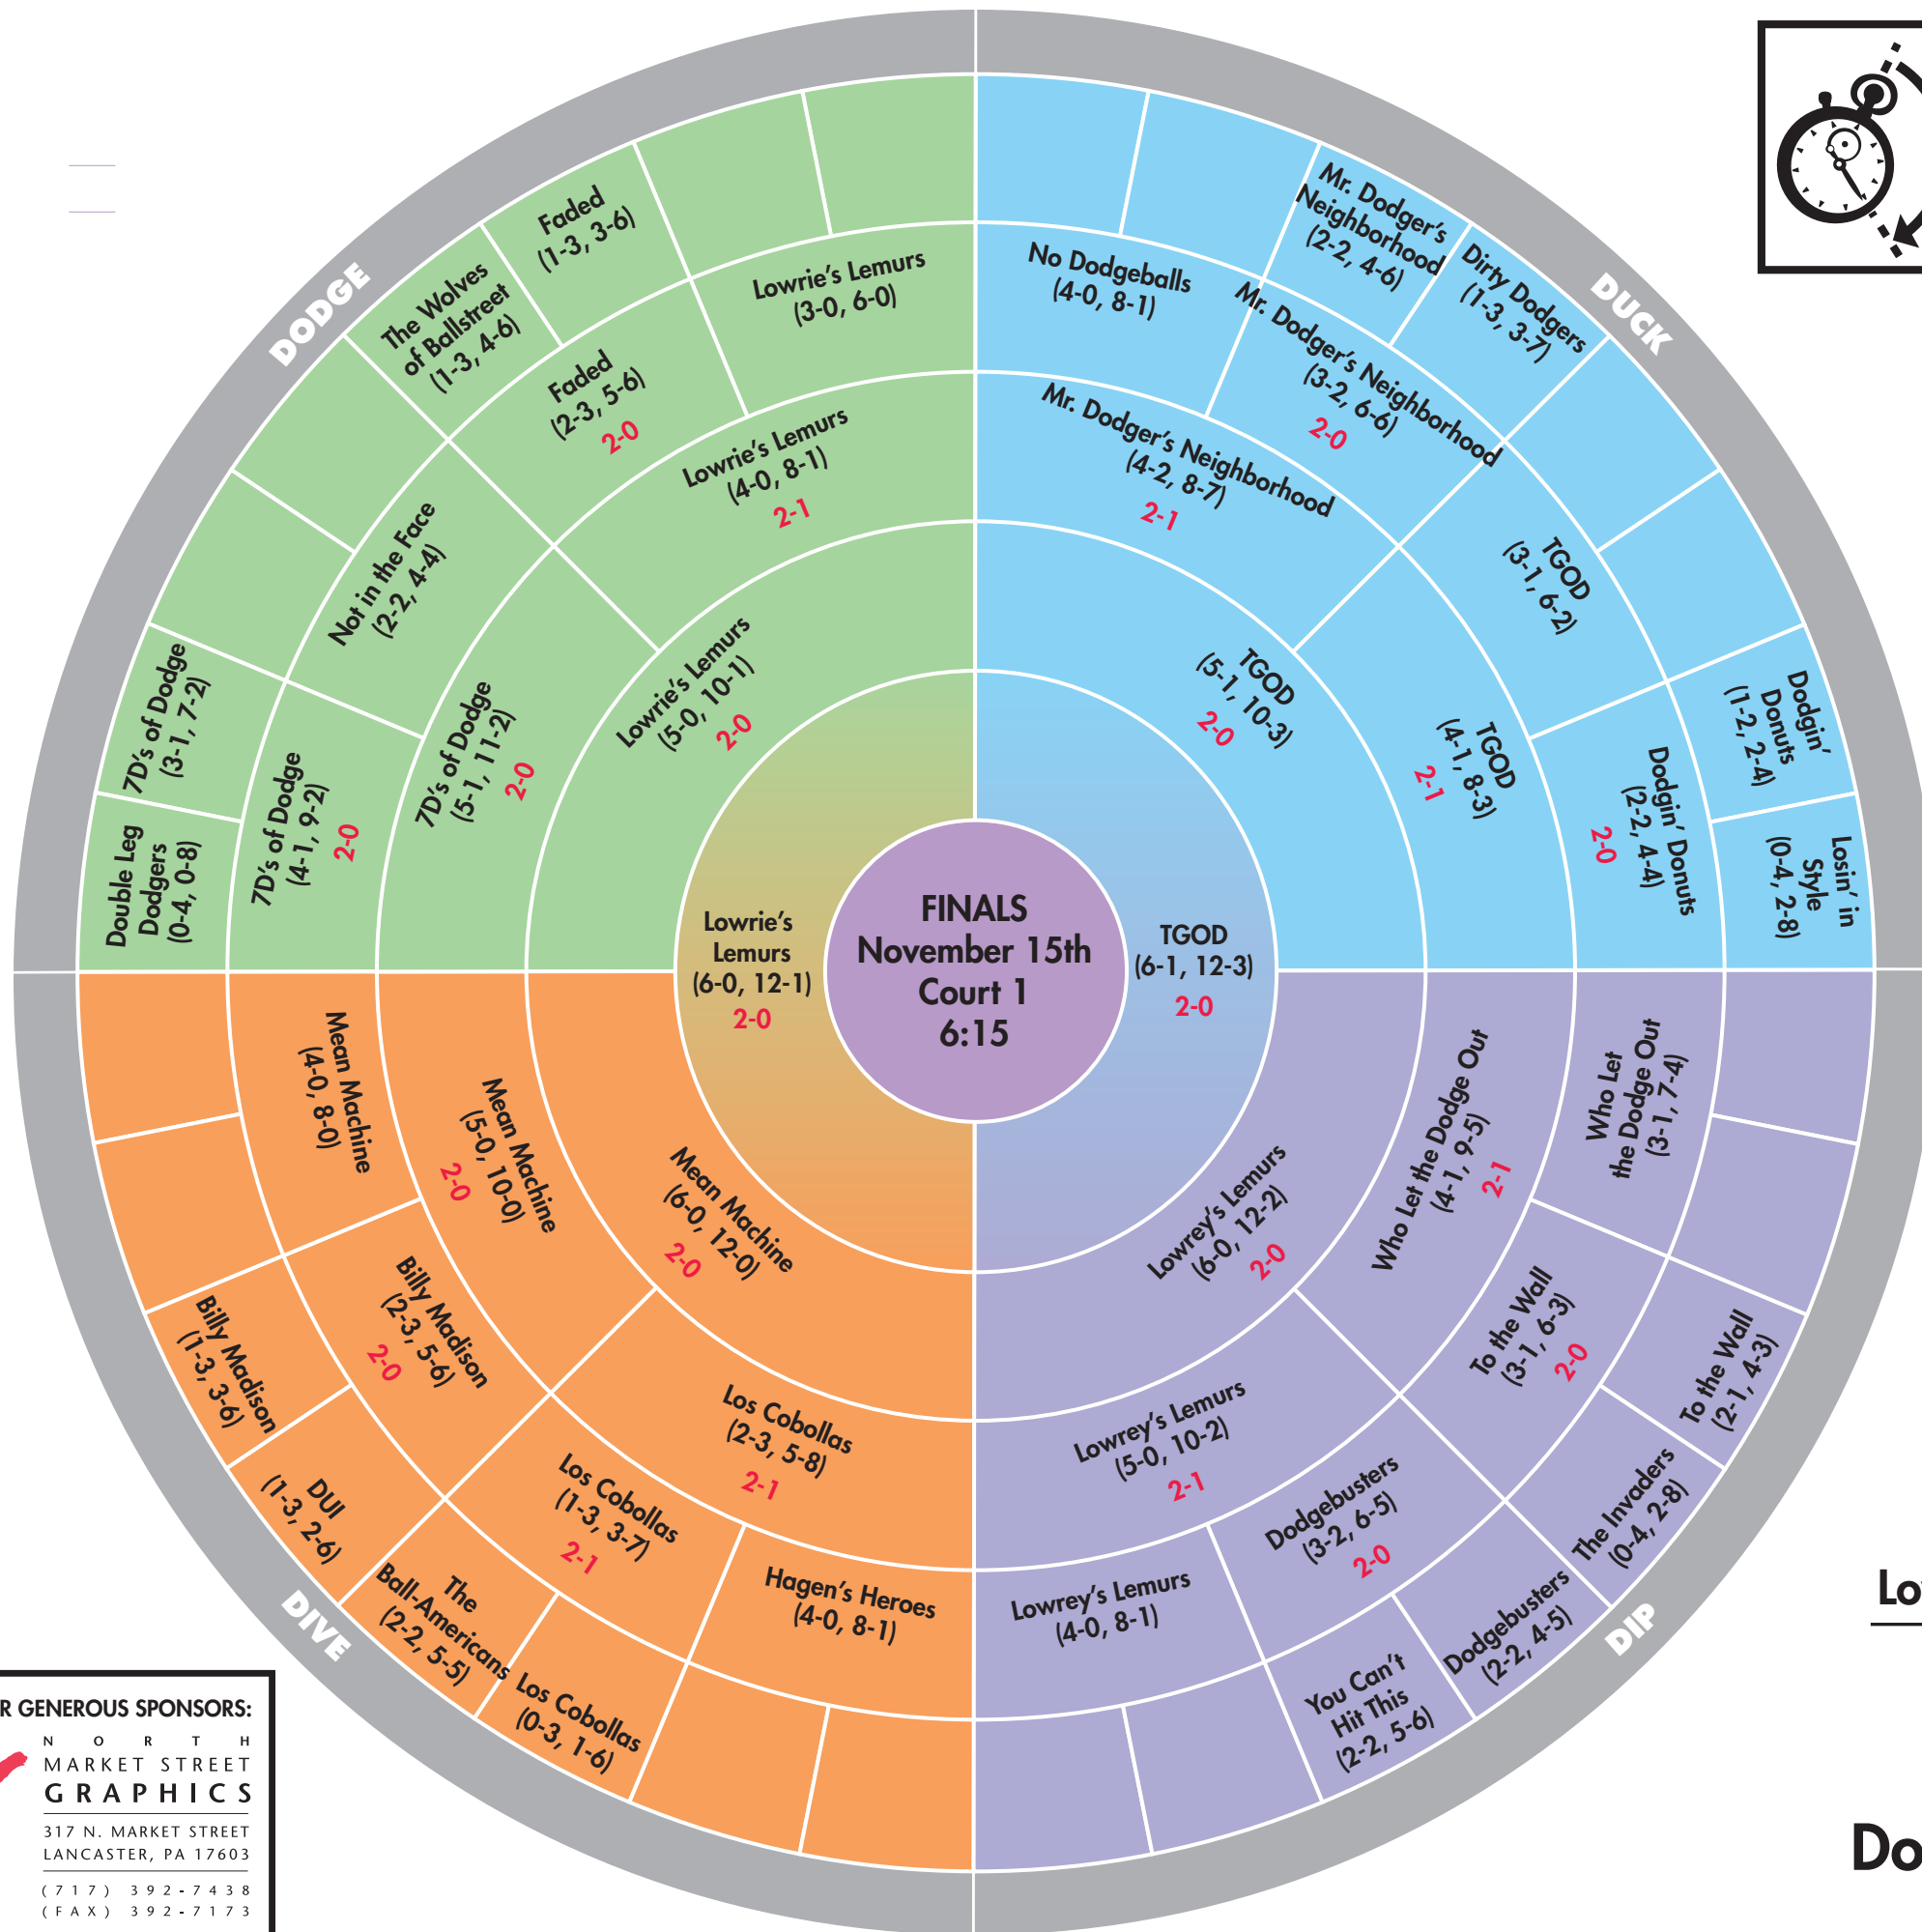 DODGE
The Wolves
of Ballstreet
(1-3, 4-6)
Faded
(1-3, 3-6)
Faded
(2-3, 5-6)
2-0
Lowrie's Lemurs
(3-0, 6-0)
Lowrie's Lemurs
(4-0, 8-1)
2-1
Not in the Face
(2-2, 4-4)
7D's of Dodge
(3-1, 7-2)
Double Leg
Dodgers
(0-4, 0-8)
7D's of Dodge
(4-1, 9-2)
2-0
7D's of Dodge
(5-1, 11-2)
2-0
Lowrie's Lemurs
(5-0, 10-1)
2-0
DUCK
No Dodgeballs
(4-0, 8-1)
Mr. Dodger's
Neighborhood
(2-2, 4-6)
Dirty Dodgers
(1-3, 3-7)
Mr. Dodger's Neighborhood
(3-2, 6-6)
2-0
Mr. Dodger's Neighborhood
(4-2, 8-7)
2-1
TGOD
(3-1, 6-2)
Dodgin'
Donuts
(1-2, 2-4)
Losin' in
Style
(0-4, 2-8)
Dodgin' Donuts
(2-2, 4-4)
2-0
TGOD
(4-1, 8-3)
2-1
TGOD
(5-1, 10-3)
2-0
Lowrie's
Lemurs
(6-0, 12-1)
2-0
FINALS
November 15th
Court 1
6:15
TGOD
(6-1, 12-3)
2-0
Mean Machine
(4-0, 8-0)
Mean Machine
(5-0, 10-0)
2-0
Mean Machine
(6-0, 12-0)
2-0
Billy Madison
(1-3, 3-6)
DUI
(1-3, 2-6)
Billy Madison
(2-3, 5-6)
2-0
The
Ball-Americans
(2-2, 5-5)
Los Cobollas
(0-3, 1-6)
Los Cobollas
(1-3, 3-7)
2-1
Los Cobollas
(2-3, 5-8)
2-1
Hagen's Heroes
(4-0, 8-1)
DIVE
Who Let
the Dodge Out
(3-1, 7-4)
Who Let the Dodge Out
(4-1, 9-5)
2-1
Lowrey's Lemurs
(6-0, 12-2)
2-0
To the Wall
(2-1, 4-3)
The Invaders
(0-4, 2-8)
To the Wall
(3-1, 6-3)
2-0
Dodgebusters
(2-2, 4-5)
You Can't
Hit This
(2-2, 5-6)
Dodgebusters
(3-2, 6-5)
2-0
Lowrey's Lemurs
(5-0, 10-2)
2-1
Lowrey's Lemurs
(4-0, 8-1)
DIP
Lo
Do
R GENEROUS SPONSORS:
NORTH
MARKET STREET
GRAPHICS
317 N. MARKET STREET
LANCASTER, PA 17603
(717) 392-7438
(FAX) 392-7173